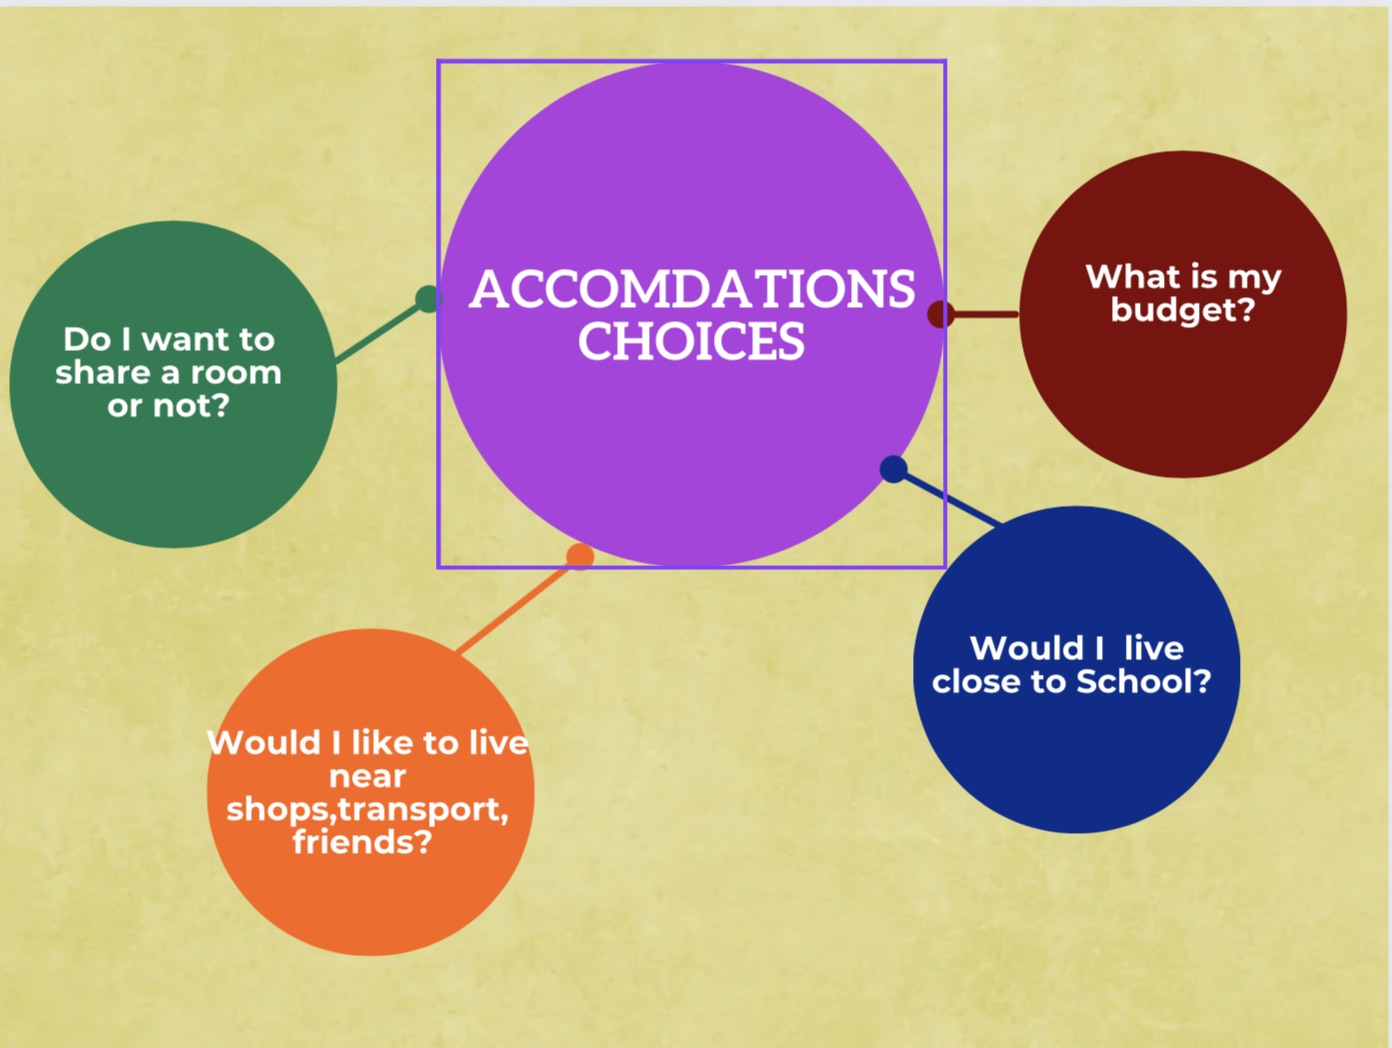 ACCOMDATIONS
CHOICES
What is my
budget?
Do I want to
share a room
or not?
Would I  live
close to School?
Would I like to live
near
shops,transport,
friends?